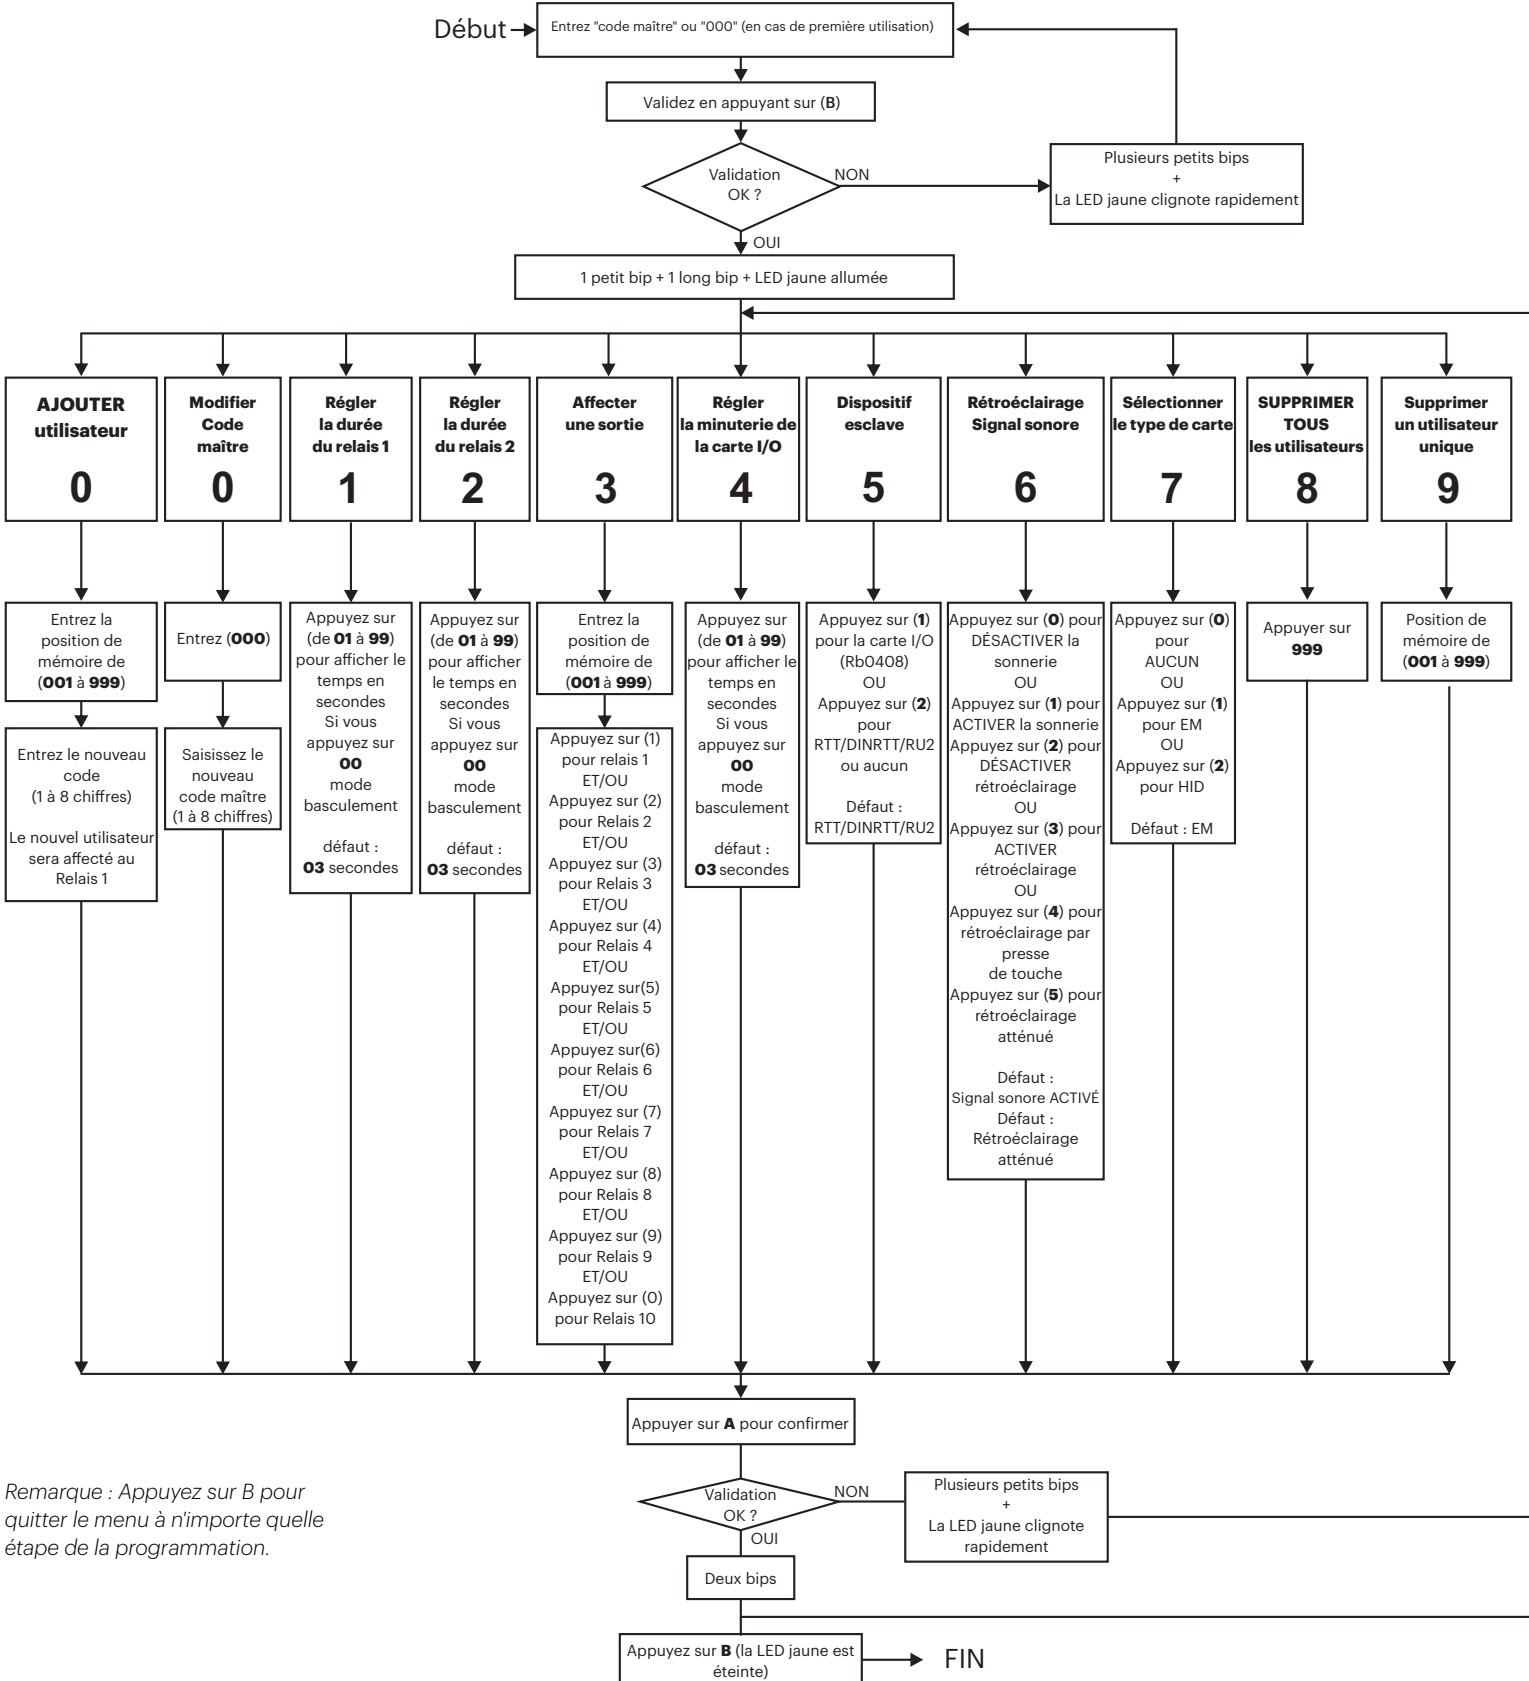 Début
Entrez "code maître" ou "000" (en cas de première utilisation)
Validez en appuyant sur (B)
Validation
OK ?
NON
Plusieurs petits bips
+
La LED jaune clignote rapidement
OUI
1 petit bip + 1 long bip + LED jaune allumée
AJOUTER
utilisateur
0
Modifier
Code
maître
0
Régler
la durée
du relais 1
1
Régler
la durée
du relais 2
2
Affecter
une sortie
3
Régler
la minuterie de
la carte I/O
4
Dispositif
esclave
5
Rétroéclairage
Signal sonore
6
Sélectionner
le type de carte
7
SUPPRIMER
TOUS
les utilisateurs
8
Supprimer
un utilisateur
unique
9
Entrez la
position de
mémoire de
(001 à 999)
Entrez le nouveau
code
(1 à 8 chiffres)
Le nouvel utilisateur
sera affecté au
Relais 1
Entrez (000)
Saisissez le
nouveau
code maître
(1 à 8 chiffres)
Appuyez sur
(de 01 à 99)
pour afficher le
temps en
secondes
Si vous
appuyez sur
00
mode
basculement
défaut :
03 secondes
Appuyez sur
(de 01 à 99)
pour afficher
le temps en
secondes
Si vous
appuyez sur
00
mode
basculement
défaut :
03 secondes
Entrez la
position de
mémoire de
(001 à 999)
Appuyez sur (1)
pour relais 1
ET/OU
Appuyez sur (2)
pour Relais 2
ET/OU
Appuyez sur (3)
pour Relais 3
ET/OU
Appuyez sur (4)
pour Relais 4
ET/OU
Appuyez sur(5)
pour Relais 5
ET/OU
Appuyez sur(6)
pour Relais 6
ET/OU
Appuyez sur (7)
pour Relais 7
ET/OU
Appuyez sur (8)
pour Relais 8
ET/OU
Appuyez sur (9)
pour Relais 9
ET/OU
Appuyez sur (0)
pour Relais 10
Appuyez sur
(de 01 à 99)
pour afficher le
temps en
secondes
Si vous
appuyez sur
00
mode
basculement
défaut :
03 secondes
Appuyez sur (1)
pour la carte I/O
(Rb0408)
OU
Appuyez sur (2)
pour
RTT/DINRTT/RU2
ou aucun
Défaut :
RTT/DINRTT/RU2
Appuyez sur (0) pour
DÉSACTIVER la
sonnerie
OU
Appuyez sur (1) pour
ACTIVER la sonnerie
Appuyez sur (2) pour
DÉSACTIVER
rétroéclairage
OU
Appuyez sur (3) pour
ACTIVER
rétroéclairage
OU
Appuyez sur (4) pour
rétroéclairage par
presse
de touche
Appuyez sur (5) pour
rétroéclairage
atténué
Défaut :
Signal sonore ACTIVÉ
Défaut :
Rétroéclairage
atténué
Appuyez sur (0)
pour
AUCUN
OU
Appuyez sur (1)
pour EM
OU
Appuyez sur (2)
pour HID
Défaut : EM
Appuyer sur
999
Position de
mémoire de
(001 à 999)
Appuyer sur A pour confirmer
Validation
OK ?
NON
Plusieurs petits bips
+
La LED jaune clignote
rapidement
OUI
Deux bips
Appuyez sur B (la LED jaune est
éteinte)
FIN
Remarque : Appuyez sur B pour
quitter le menu à n'importe quelle
étape de la programmation.